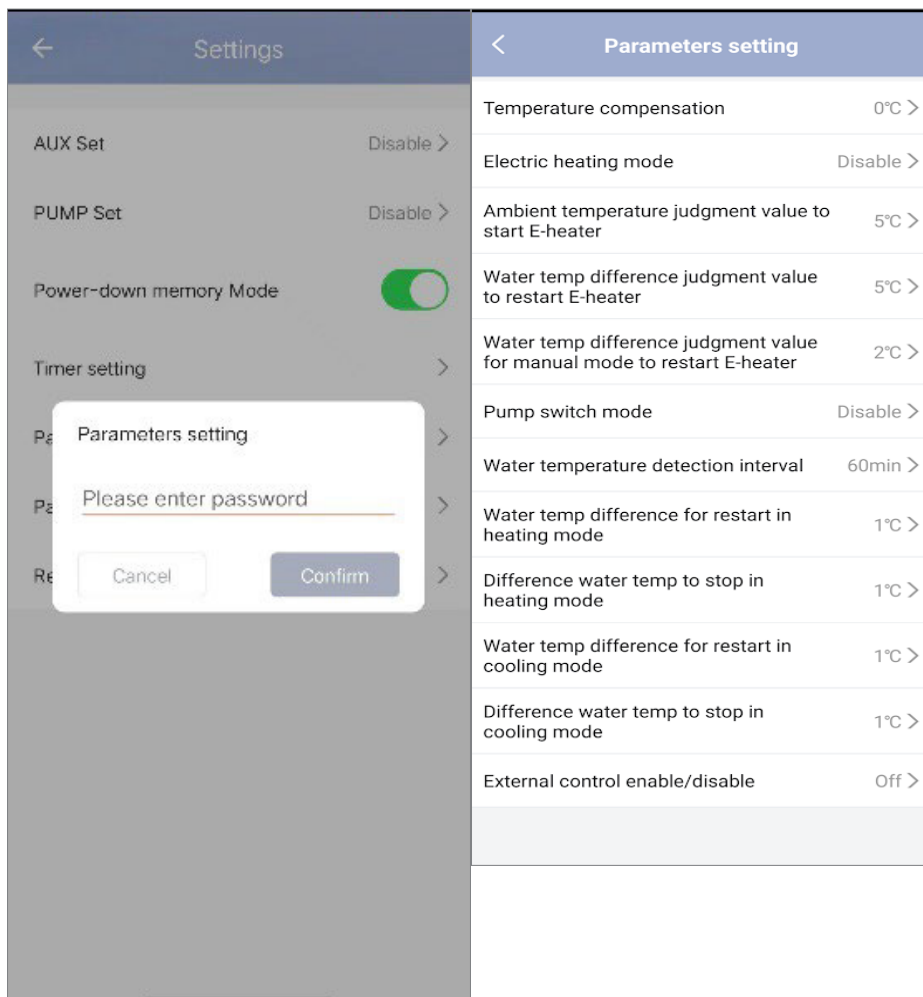 Settings
AUX Set
Disable
PUMP Set
Disable
Power-down memory Mode
Timer setting
Pa
Parameters setting
Pa
Please enter password
Re
Cancel
Confirm
Parameters setting
Temperature compensation
0℃
Electric heating mode
Disable
Ambient temperature judgment value to
start E-heater
5℃
Water temp difference judgment value
to restart E-heater
5℃
Water temp difference judgment value
for manual mode to restart E-heater
2℃
Pump switch mode
Disable
Water temperature detection interval
60min
Water temp difference for restart in
heating mode
1℃
Difference water temp to stop in
heating mode
1℃
Water temp difference for restart in
cooling mode
1℃
Difference water temp to stop in
cooling mode
1℃
External control enable/disable
Off